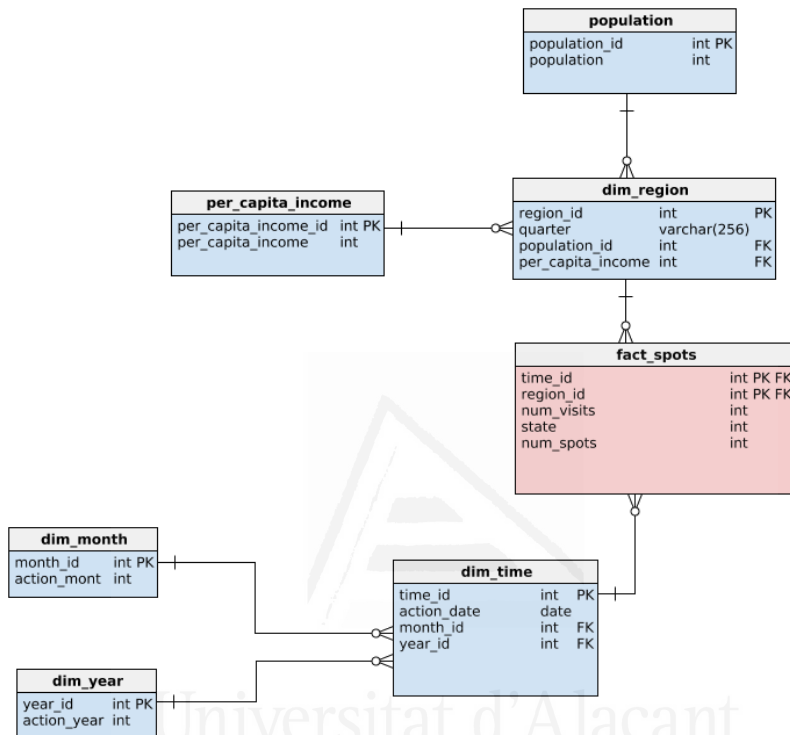 population
population_id int PK
population int
dim_region
region_id int PK
quarter varchar(256)
population_id int FK
per_capita_income int FK
per_capita_income
per_capita_income_id int PK
per_capita_income int
fact_spots
time_id int PK FK
region_id int PK FK
num_visits int
state int
num_spots int
dim_month
month_id int PK
action_mont int
dim_time
time_id int PK
action_date date
month_id int FK
year_id int FK
dim_year
year_id int PK
action_year int
Universitat d'Alacant